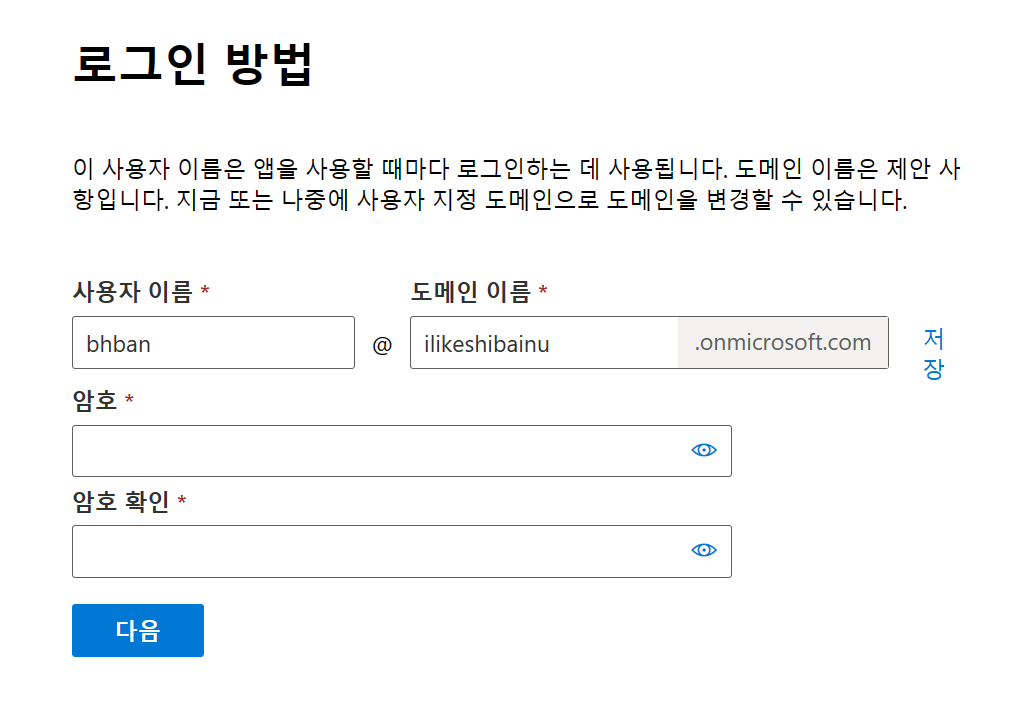 로그인 방법
이 사용자 이름은 앱을 사용할 때마다 로그인하는 데 사용됩니다. 도메인 이름은 제안 사
항입니다. 지금 또는 나중에 사용자 지정 도메인으로 도메인을 변경할 수 있습니다.
사용자 이름 * 도메인 이름 *
bhban @ ilikeshibainu .onmicrosoft.com 저
장
암호 *
암호 확인 *
다음